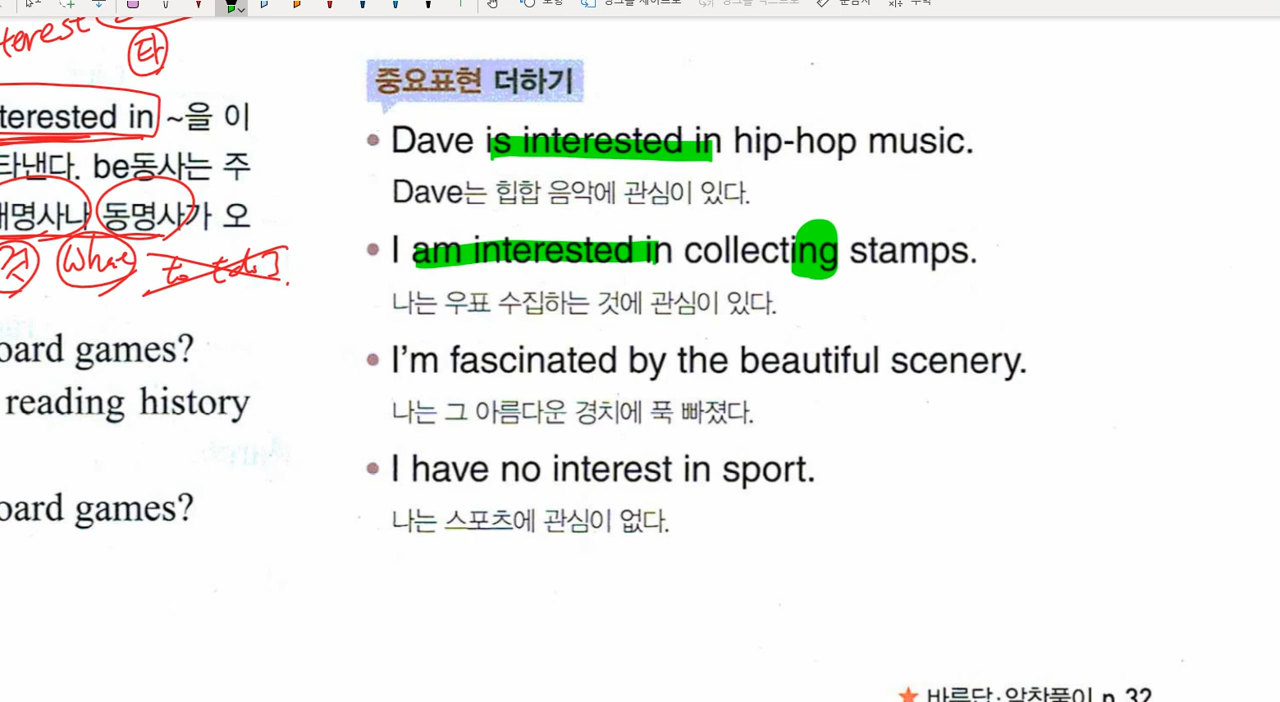 terest
타
terested in ~을 이
타낸다. be동사는 주
대명사나 동명사가 오
what to
oard games?
reading history
oard games?
중요표현 더하기
• Dave is interested in hip-hop music.
Dave는 힙합 음악에 관심이 있다.
• I am interested in collecting stamps.
나는 우표 수집하는 것에 관심이 있다.
• I'm fascinated by the beautiful scenery.
나는 그 아름다운 경치에 푹 빠졌다.
• I have no interest in sport.
나는 스포츠에 관심이 없다.
★ 바른답·알찬풀이 p. 32